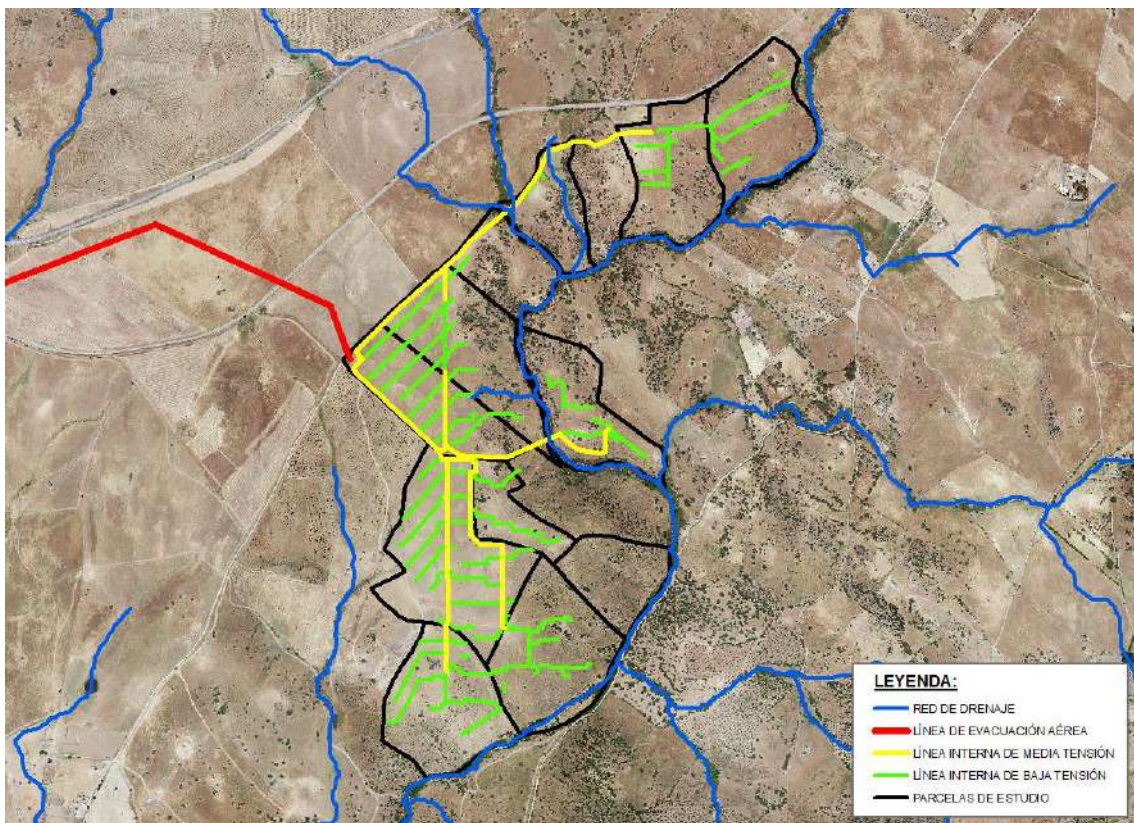 LEYENDA:
RED DE DRENAJE
LÍNEA DE EVACUACIÓN AÉREA
LÍNEA INTERNA DE MEDIA TENSIÓN
LÍNEA INTERNA DE BAJA TENSIÓN
PARCELAS DE ESTUDIO